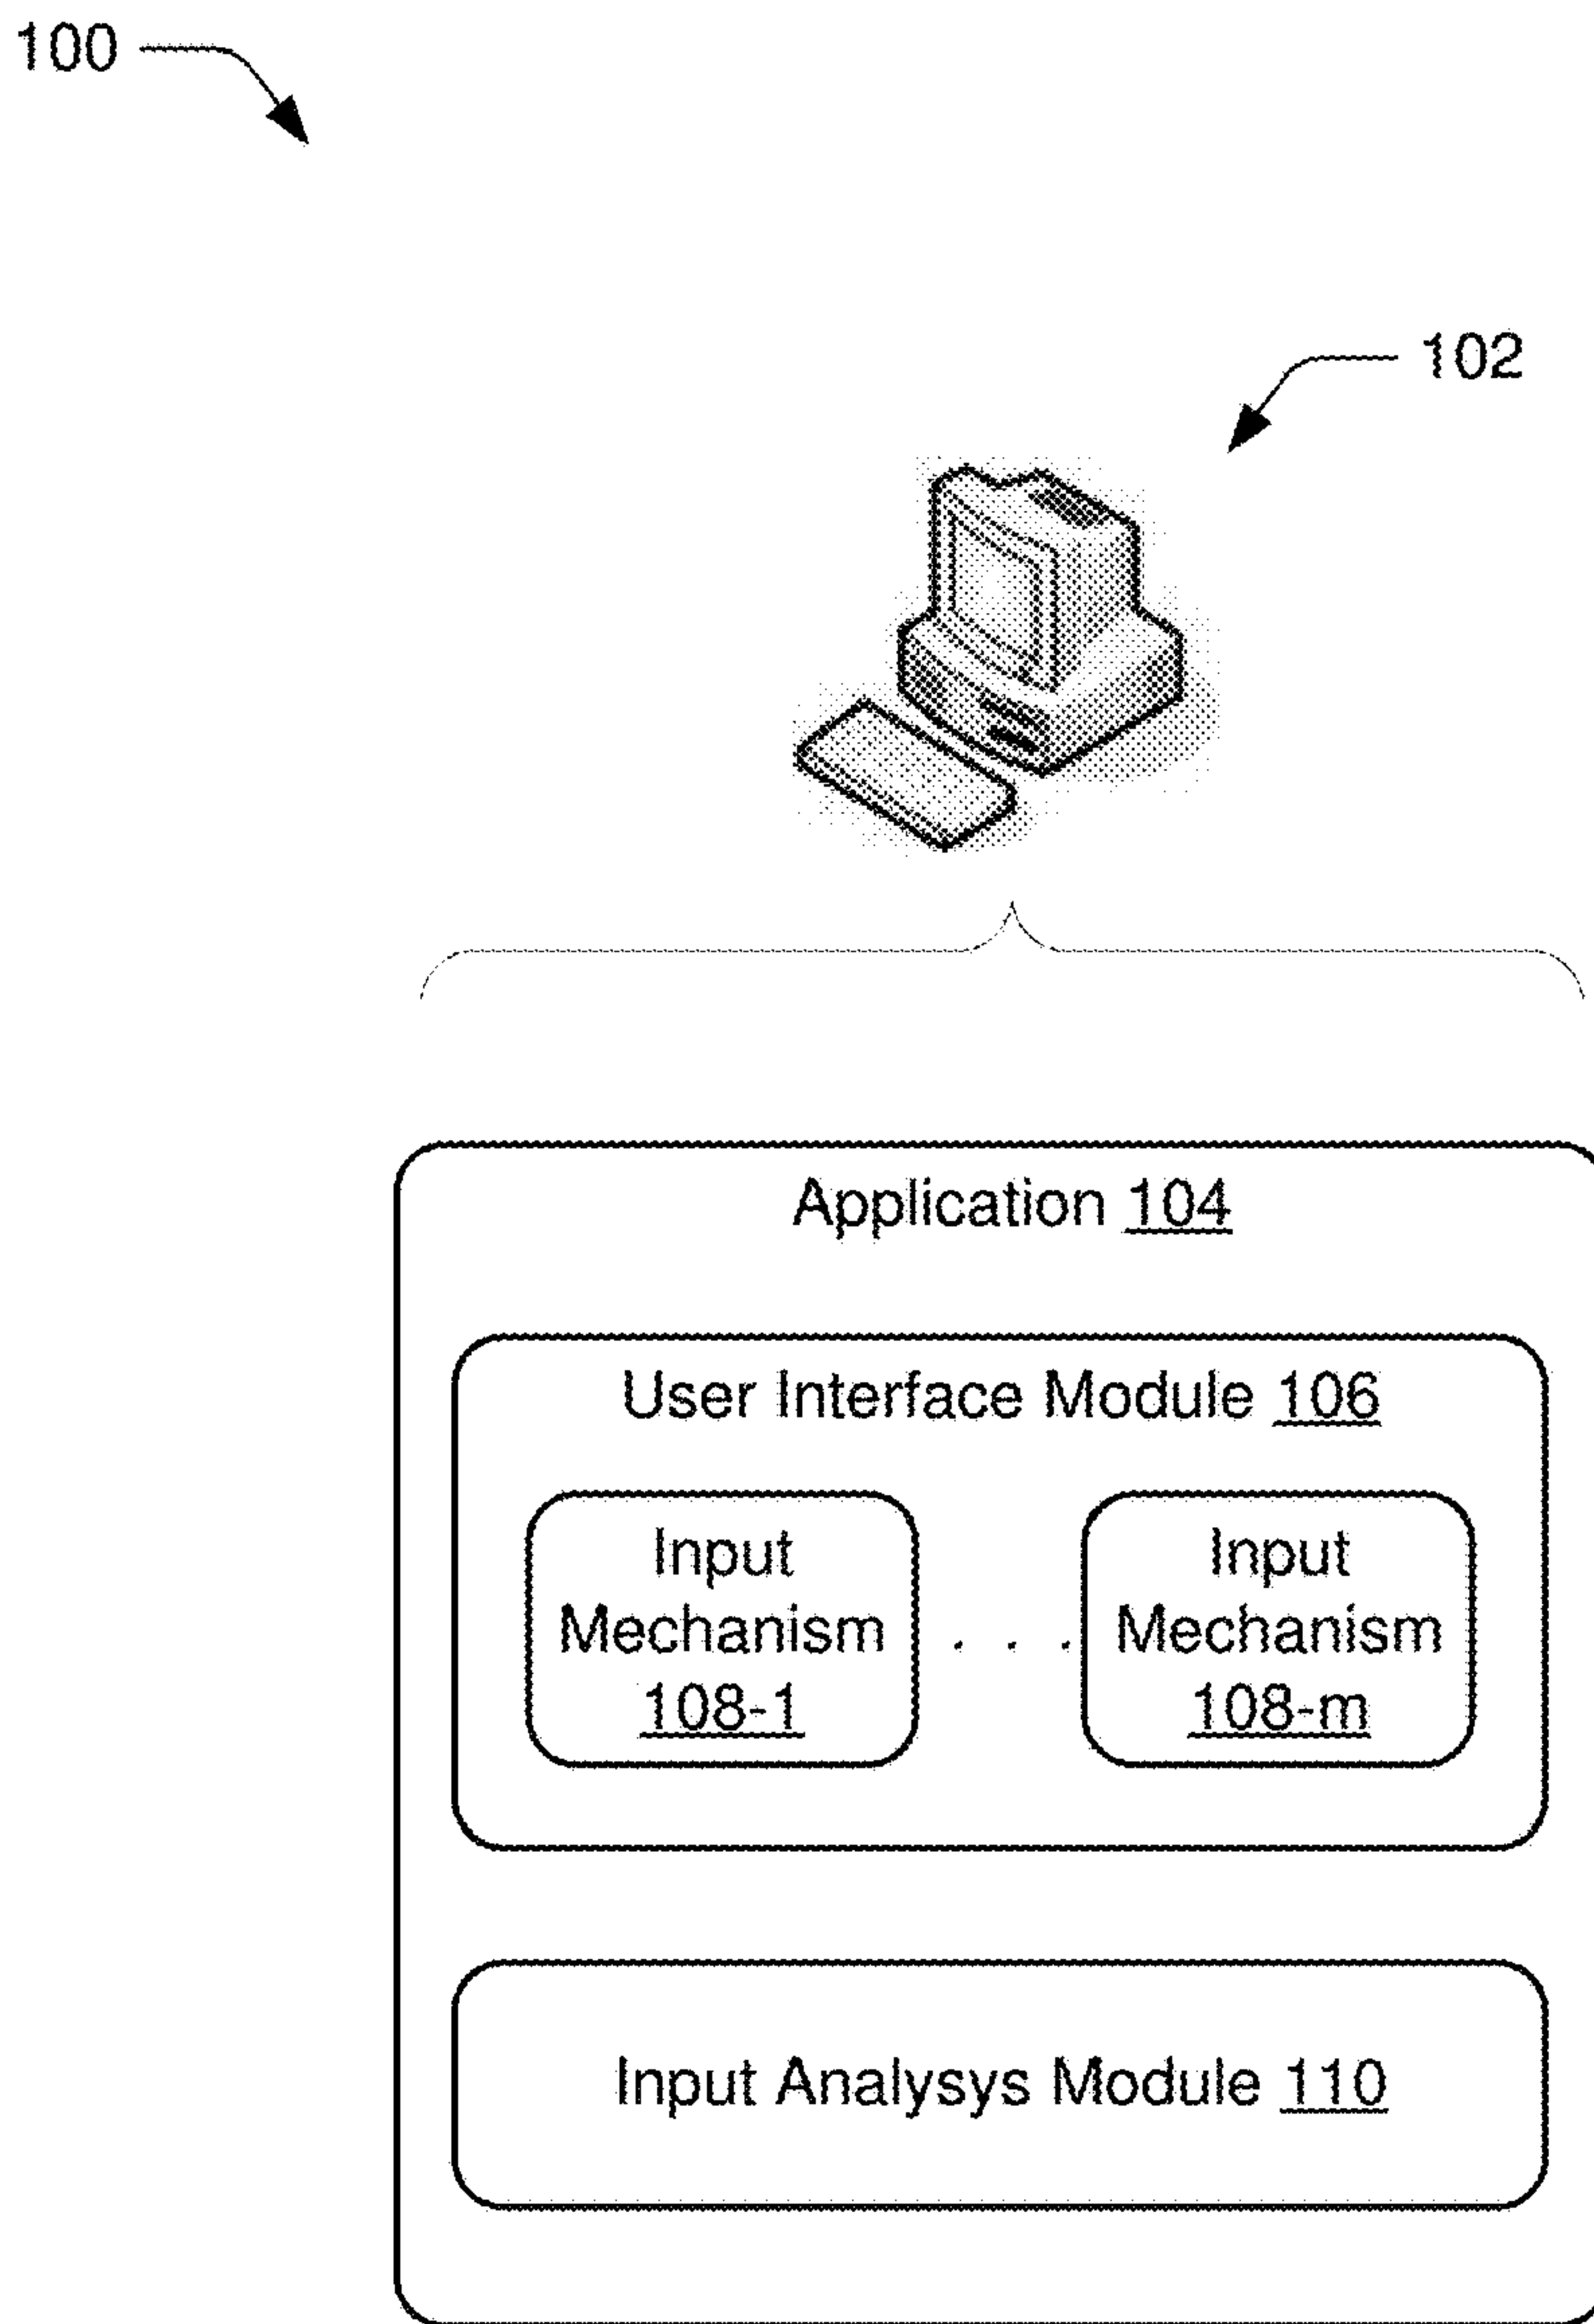 100
102
Application 104
User Interface Module 106
Input
Mechanism
108-1
. . .
Input
Mechanism
108-m
Input Analysys Module 110